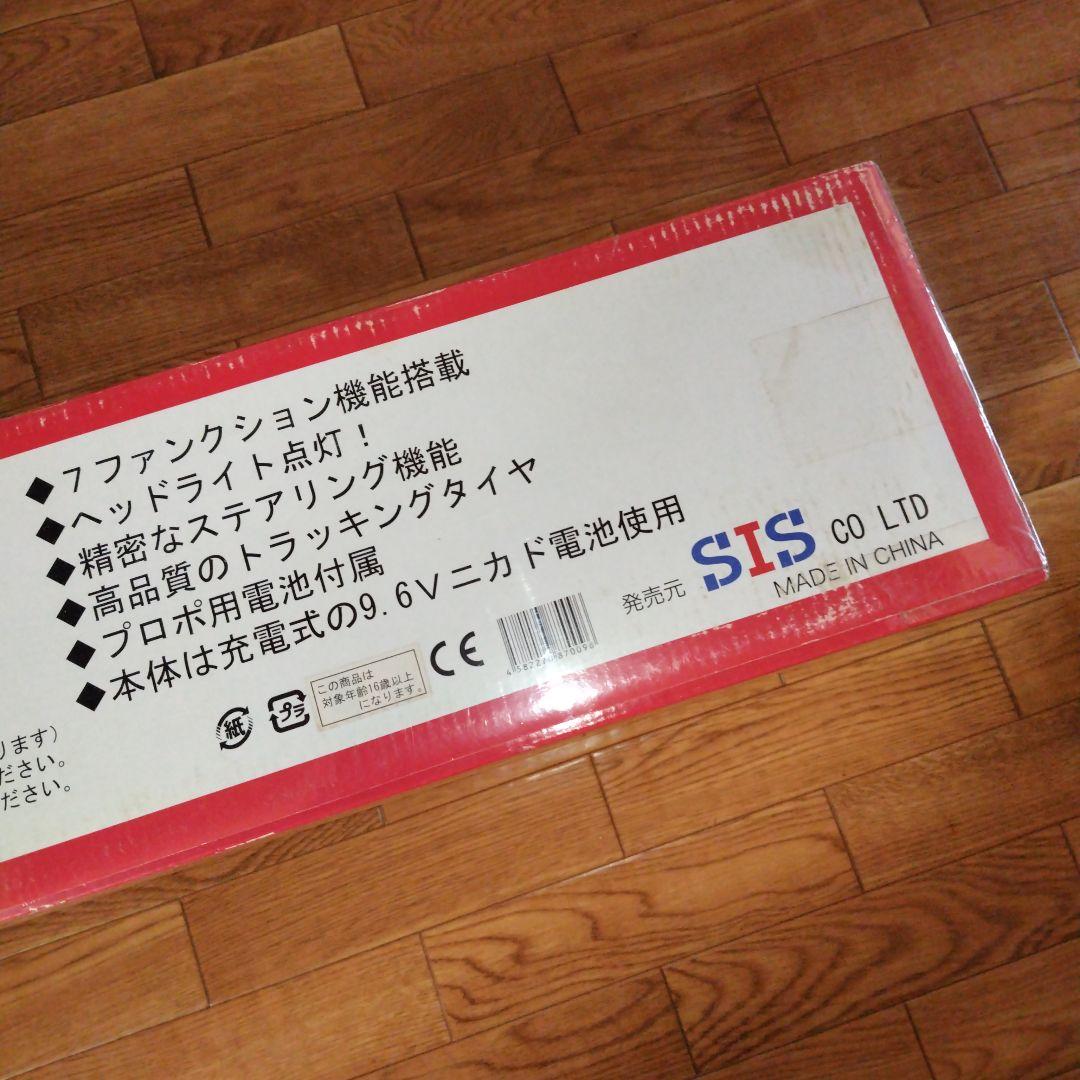 ◆7ファンクション機能搭載
◆ヘッドライト点灯!
◆精密なステアリング機能
◆高品質のトラッキングタイヤ
◆プロポ用電池付属
◆本体は充電式の9.6Vニカド電池使用
ります)
ださい。
ださい。
紙
プラ
この商品は
対象年齢16歳以上
になります。
CE
発売元 SIS CO LTD
MADE IN CHINA